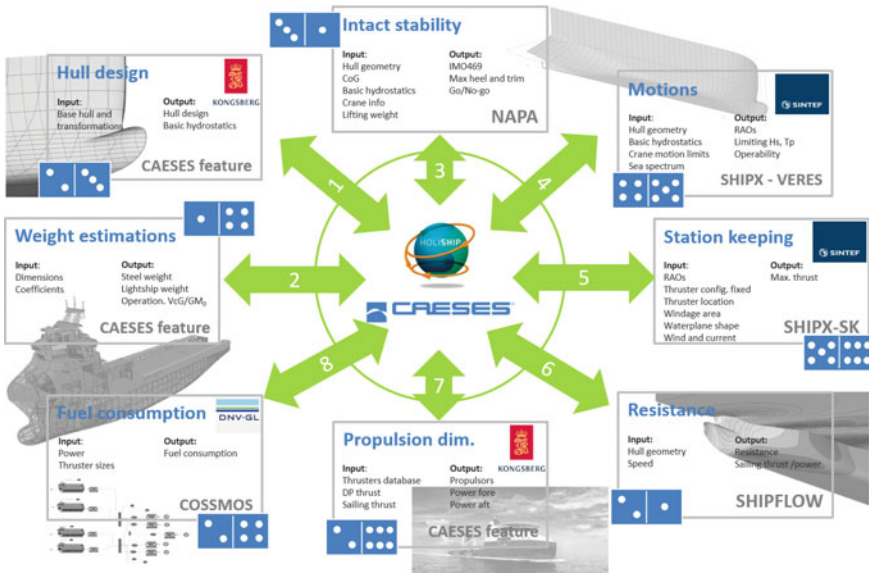 Hull design
Input:
Base hull and
transformations
Output:
Hull design
Basic hydrostatics
KONGSBERG
CAESES feature
Intact stability
Input:
Hull geometry
CoG
Basic hydrostatics
Crane info
Lifting weight
Output:
IMO469
Max heel and trim
Go/No-go
NAPA
Motions
SINTEF
Input:
Hull geometry
Basic hydrostatics
Crane motion limits
Sea spectrum
Output:
RAOs
Limiting Hs, Tp
Operability
SHIPX - VERES
1
3
4
Weight estimations
Input:
Dimensions
Coefficients
Output:
Steel weight
Lightship weight
Operation. VcG/GM₀
CAESES feature
2
HOLISHIP
CAESES®
5
Station keeping
SINTEF
Input:
RAOs
Thruster config. fixed
Thruster location
Windage area
Waterplane shape
Wind and current
Output:
Max. thrust
SHIPX-SK
8
7
6
Fuel consumption
DNV·GL
Input:
Power
Thruster sizes
Output:
Fuel consumption
COSSMOS
Propulsion dim.
KONGSBERG
Input:
Thrusters database
DP thrust
Sailing thrust
Output:
Propulsors
Power fore
Power aft
CAESES feature
Resistance
Input:
Hull geometry
Speed
Output:
Resistance
Sailing thrust /power
SHIPFLOW